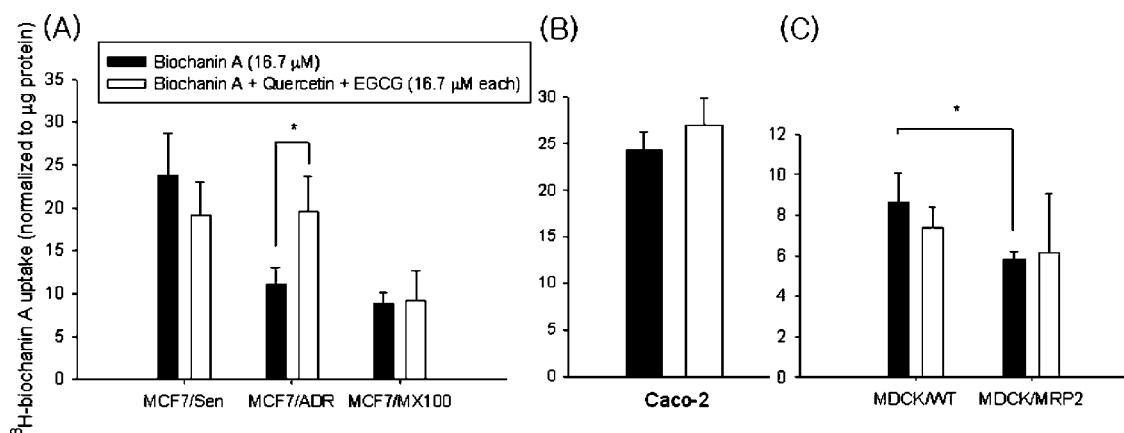 (A)
(B)
(C)
Biochanin A (16.7 μM)
Biochanin A + Quercetin + EGCG (16.7 μM each)
³H-biochanin A uptake (normalized to μg protein)
35
30
25
20
15
10
5
0
*
MCF7/Sen MCF7/ADR MCF7/MX100
30
25
20
15
10
5
0
Caco-2
12
10
8
6
4
2
0
*
MDCK/WT MDCK/MRP2